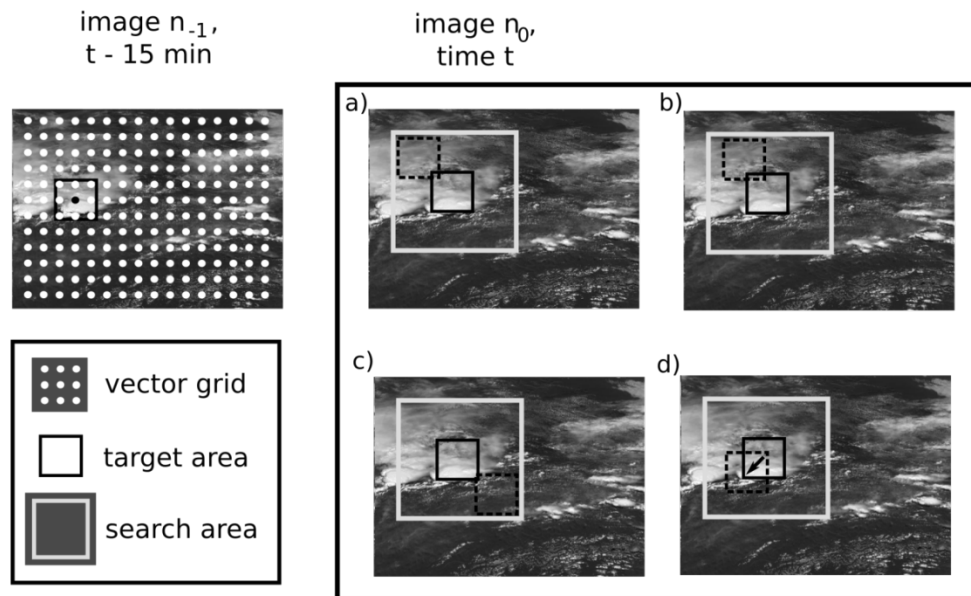 image n-1,
t - 15 min
image n0,
time t
a)
b)
c)
d)
vector grid
target area
search area